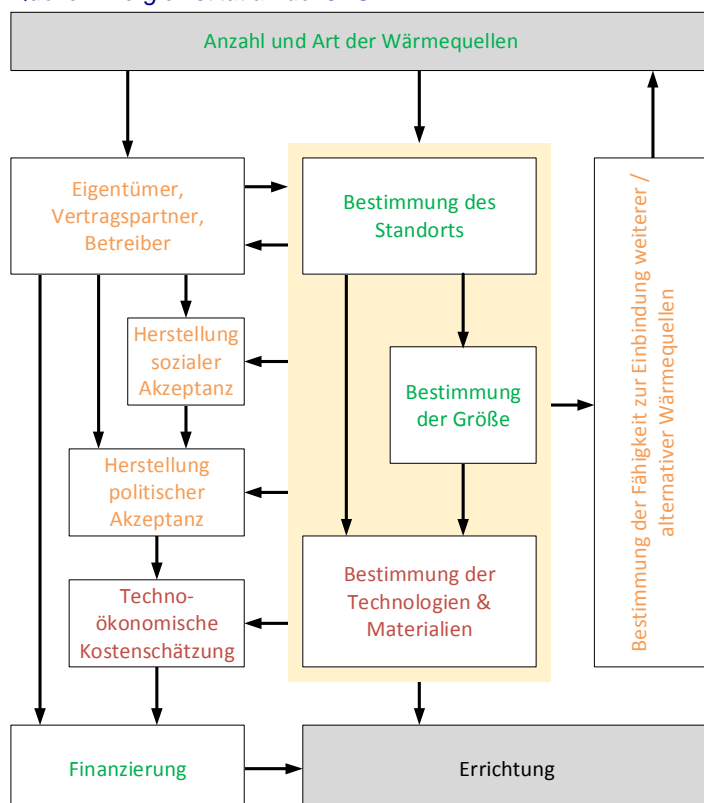 Anzahl und Art der Wärmequellen
Eigentümer,
Vertragspartner,
Betreiber
Bestimmung des
Standorts
Herstellung
sozialer
Akzeptanz
Bestimmung
der Größe
Herstellung
politischer
Akzeptanz
Bestimmung der
Technologien &
Materialien
Techno-
ökonomische
Kostenschätzung
Bestimmung der Fähigkeit zur Einbindung weiterer /
alternativer Wärmequellen
Finanzierung
Errichtung